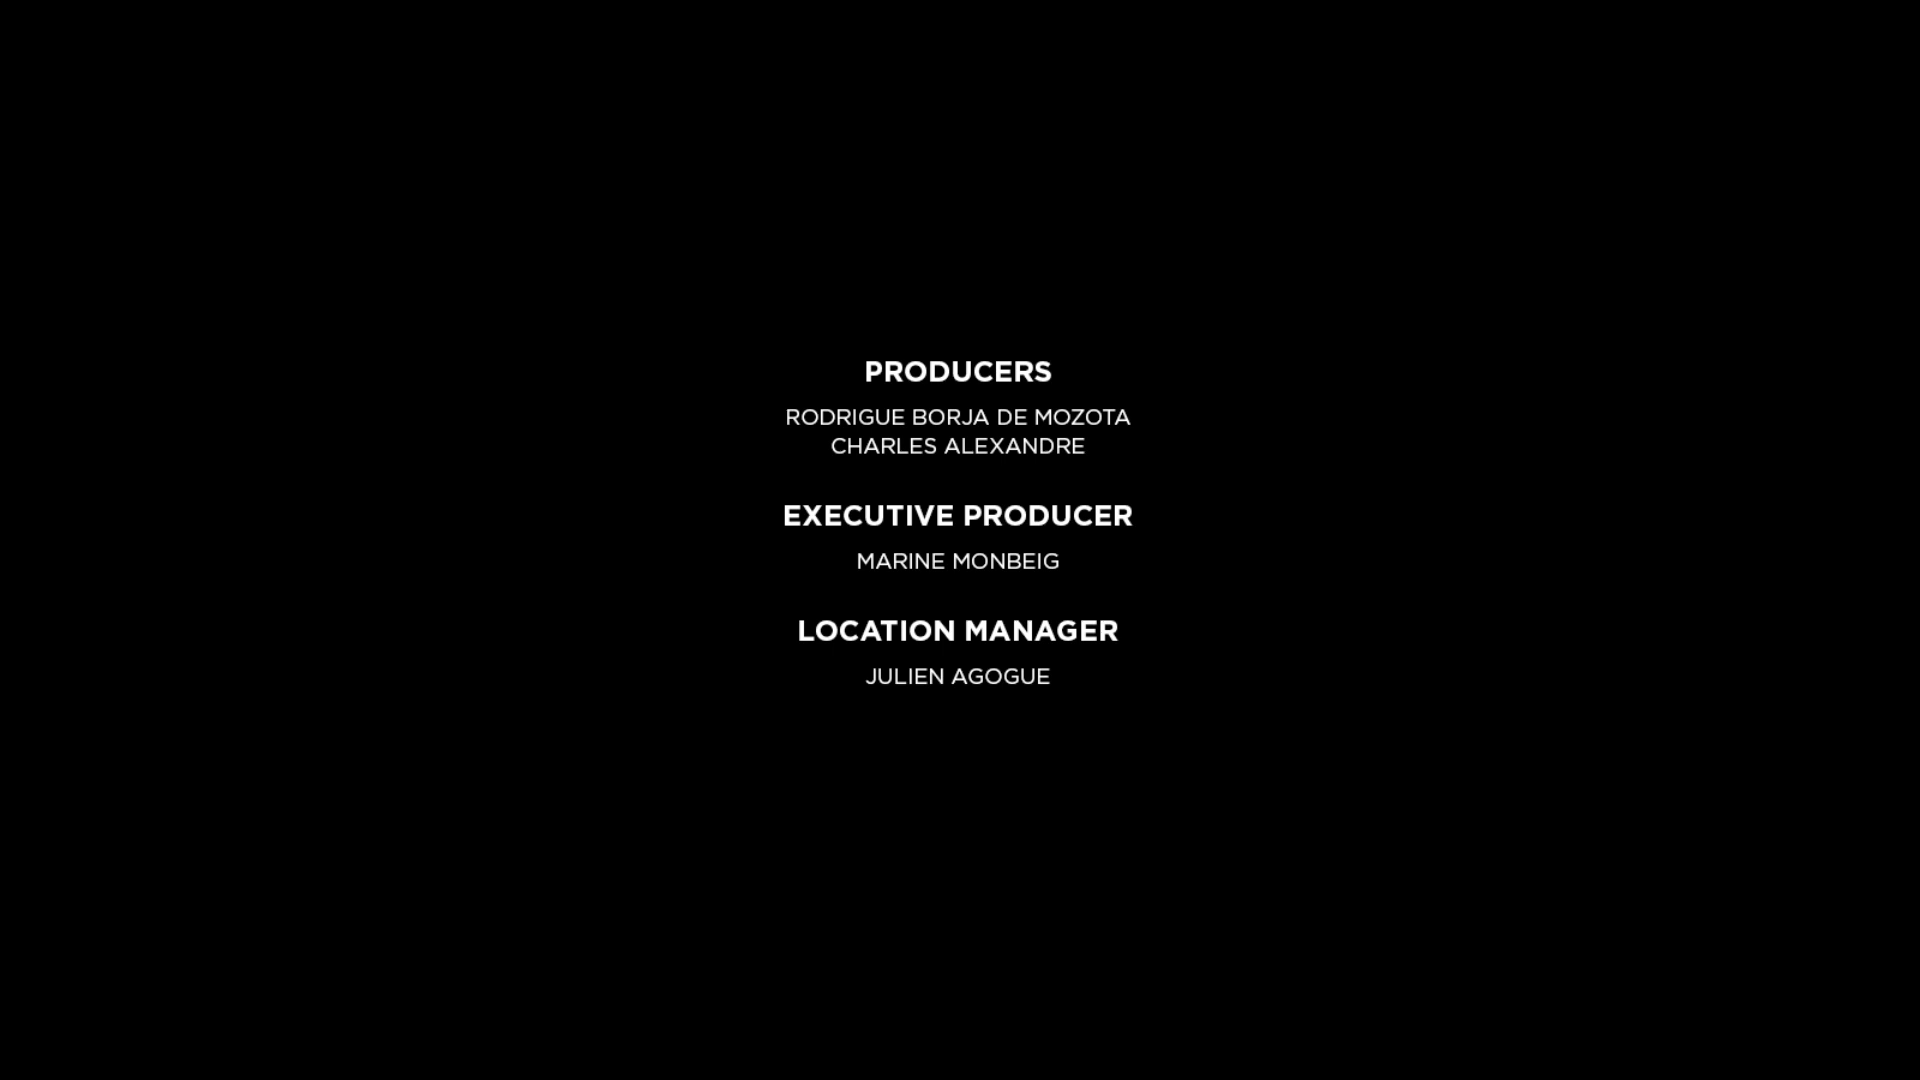 PRODUCERS
RODRIGUE BORJA DE MOZOTA
CHARLES ALEXANDRE
EXECUTIVE PRODUCER
MARINE MONBEIG
LOCATION MANAGER
JULIEN AGOGUE